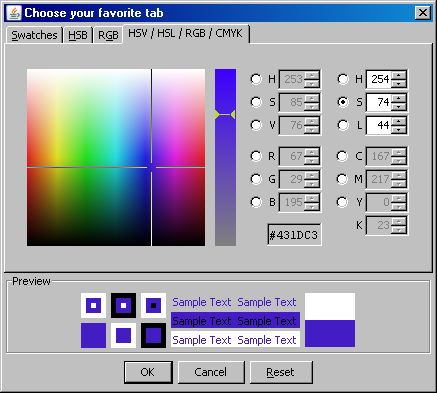 Choose your favorite tab
Swatches HSB RGB HSV / HSL / RGB / CMYK
H 253 H 254
S 85 S 74
V 76 L 44
R 67 C 167
G 29 M 217
B 195 Y 0
#431DC3 K 23
Preview
Sample Text Sample Text
Sample Text Sample Text
Sample Text Sample Text
OK Cancel Reset